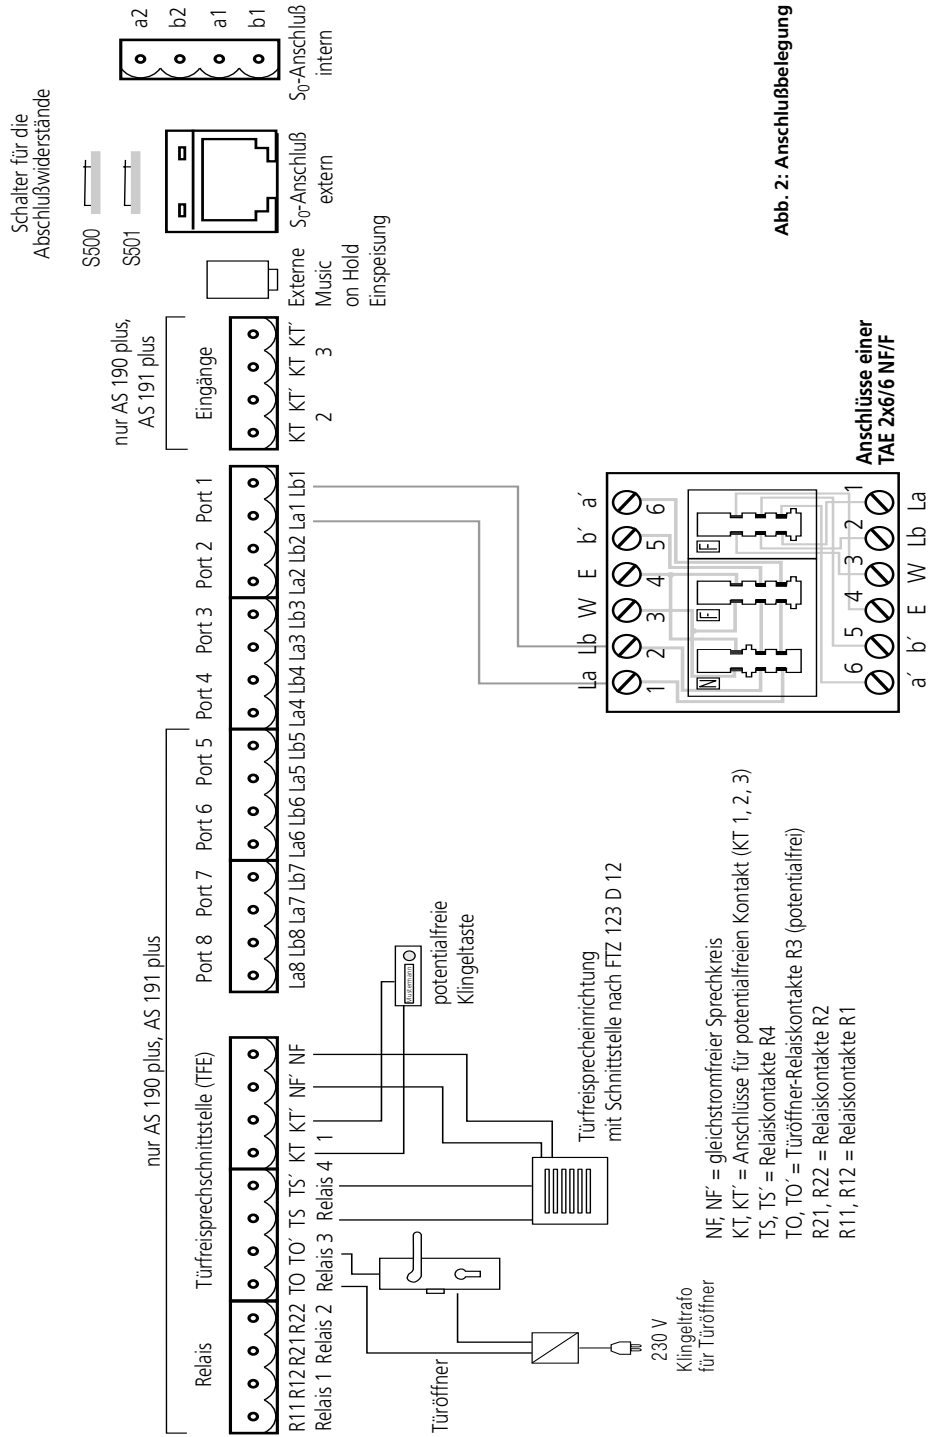 nur AS 190 plus, AS 191 plus
nur AS 190 plus,
AS 191 plus
Schalter für die
Abschlußwiderstände
S500
S501
Relais
Türfreisprechschnittstelle (TFE)
Port 8
Port 7
Port 6
Port 5
Port 4
Port 3
Port 2
Port 1
Eingänge
a2
b2
a1
b1
R11 R12 R21 R22 TO TO´ TS TS´ KT KT´ NF´ NF
Relais 1 Relais 2 Relais 3 Relais 4 1
La8 Lb8 La7 Lb7 La6 Lb6 La5 Lb5 La4 Lb4 La3 Lb3 La2 Lb2 La1 Lb1
KT KT´ KT KT´
2 3
Externe
Music
on Hold
Einspeisung
S0-Anschluß
extern
S0-Anschluß
intern
Mustermann
potentialfreie
Klingeltaste
Türöffner
230 V
Klingeltrafo
für Türöffner
Türfreisprecheinrichtung
mit Schnittstelle nach FTZ 123 D 12
La Lb W E b´ a´
1 2 3 4 5 6
N F F
6 5 4 3 2 1
a´ b´ E W Lb La
Anschlüsse einer
TAE 2x6/6 NF/F
NF, NF´ = gleichstromfreier Sprechkreis
KT, KT´ = Anschlüsse für potentialfreien Kontakt (KT 1, 2, 3)
TS, TS´ = Relaiskontakte R4
TO, TO´ = Türöffner-Relaiskontakte R3 (potentialfrei)
R21, R22 = Relaiskontakte R2
R11, R12 = Relaiskontakte R1
Abb. 2: Anschlußbelegung